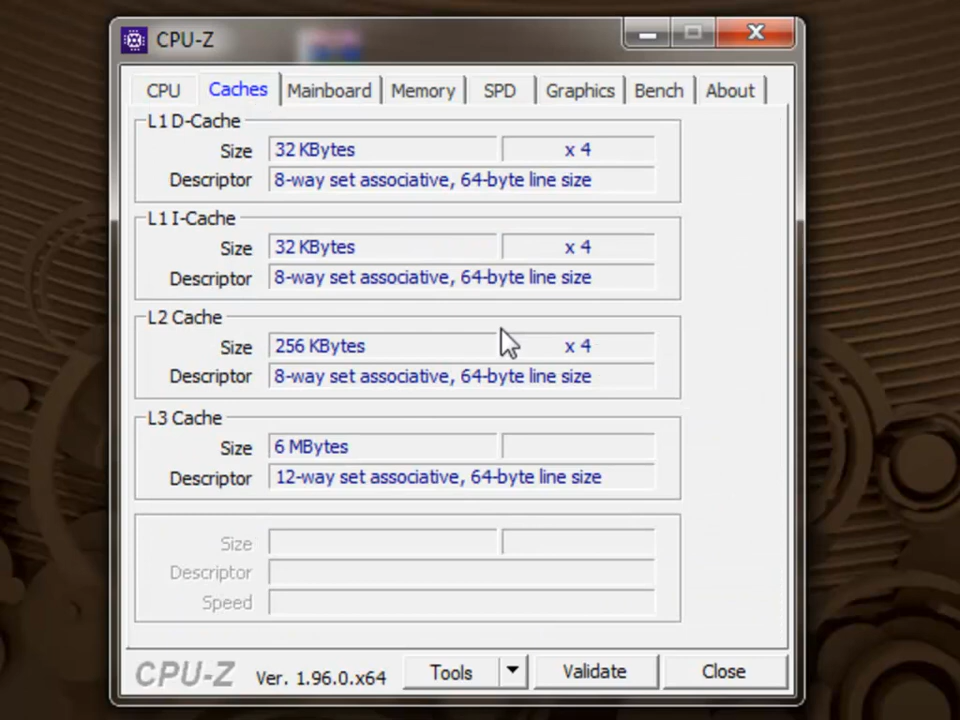 CPU-Z
CPU Caches Mainboard Memory SPD Graphics Bench About
L1 D-Cache
Size 32 KBytes x 4
Descriptor 8-way set associative, 64-byte line size
L1 I-Cache
Size 32 KBytes x 4
Descriptor 8-way set associative, 64-byte line size
L2 Cache
Size 256 KBytes x 4
Descriptor 8-way set associative, 64-byte line size
L3 Cache
Size 6 MBytes
Descriptor 12-way set associative, 64-byte line size
Size
Descriptor
Speed
CPU-Z Ver. 1.96.0.x64 Tools Validate Close